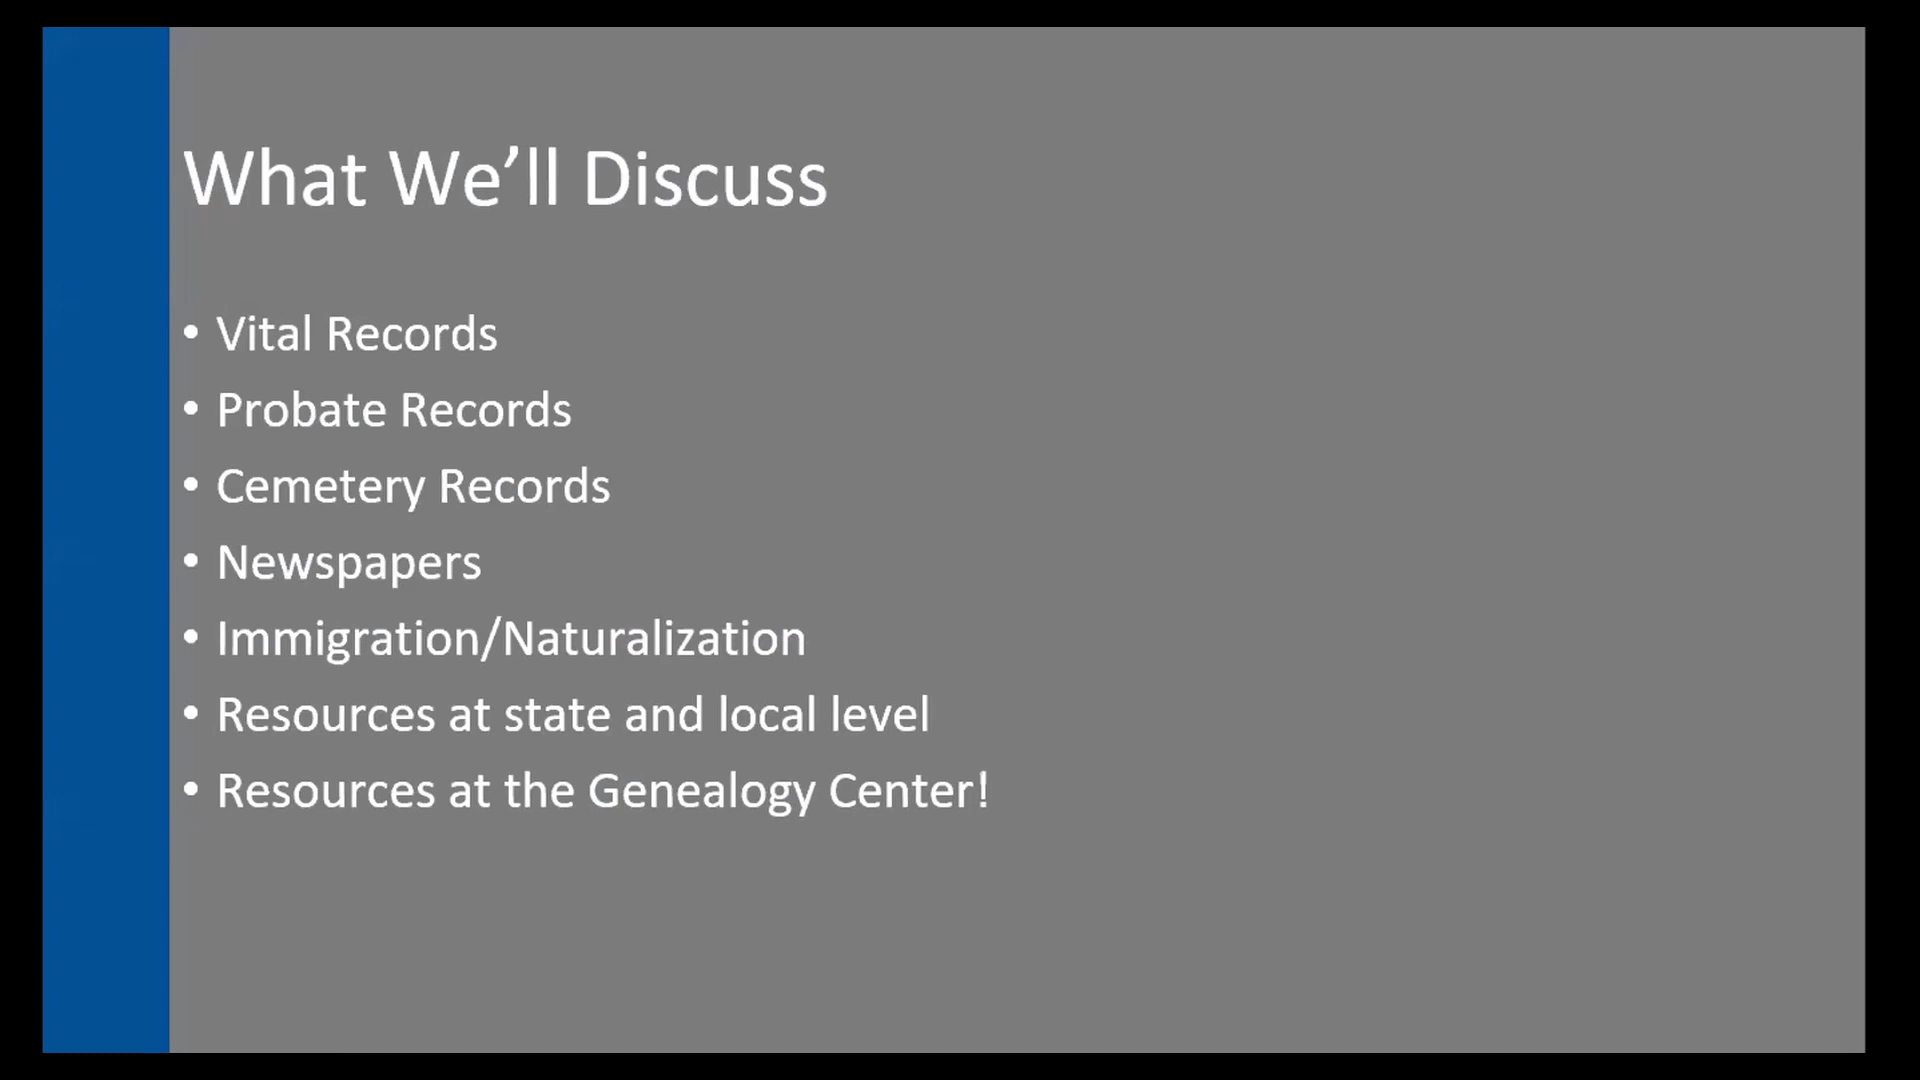 What We’ll Discuss
• Vital Records
• Probate Records
• Cemetery Records
• Newspapers
• Immigration/Naturalization
• Resources at state and local level
• Resources at the Genealogy Center!